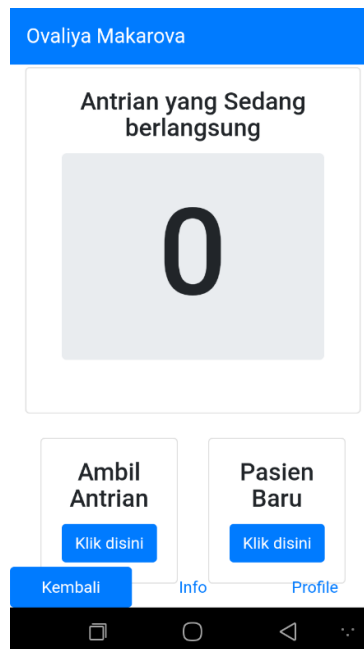 Ovaliya Makarova
Antrian yang Sedang
berlangsung
0
Ambil
Antrian
Klik disini
Pasien
Baru
Klik disini
Kembali
Info
Profile